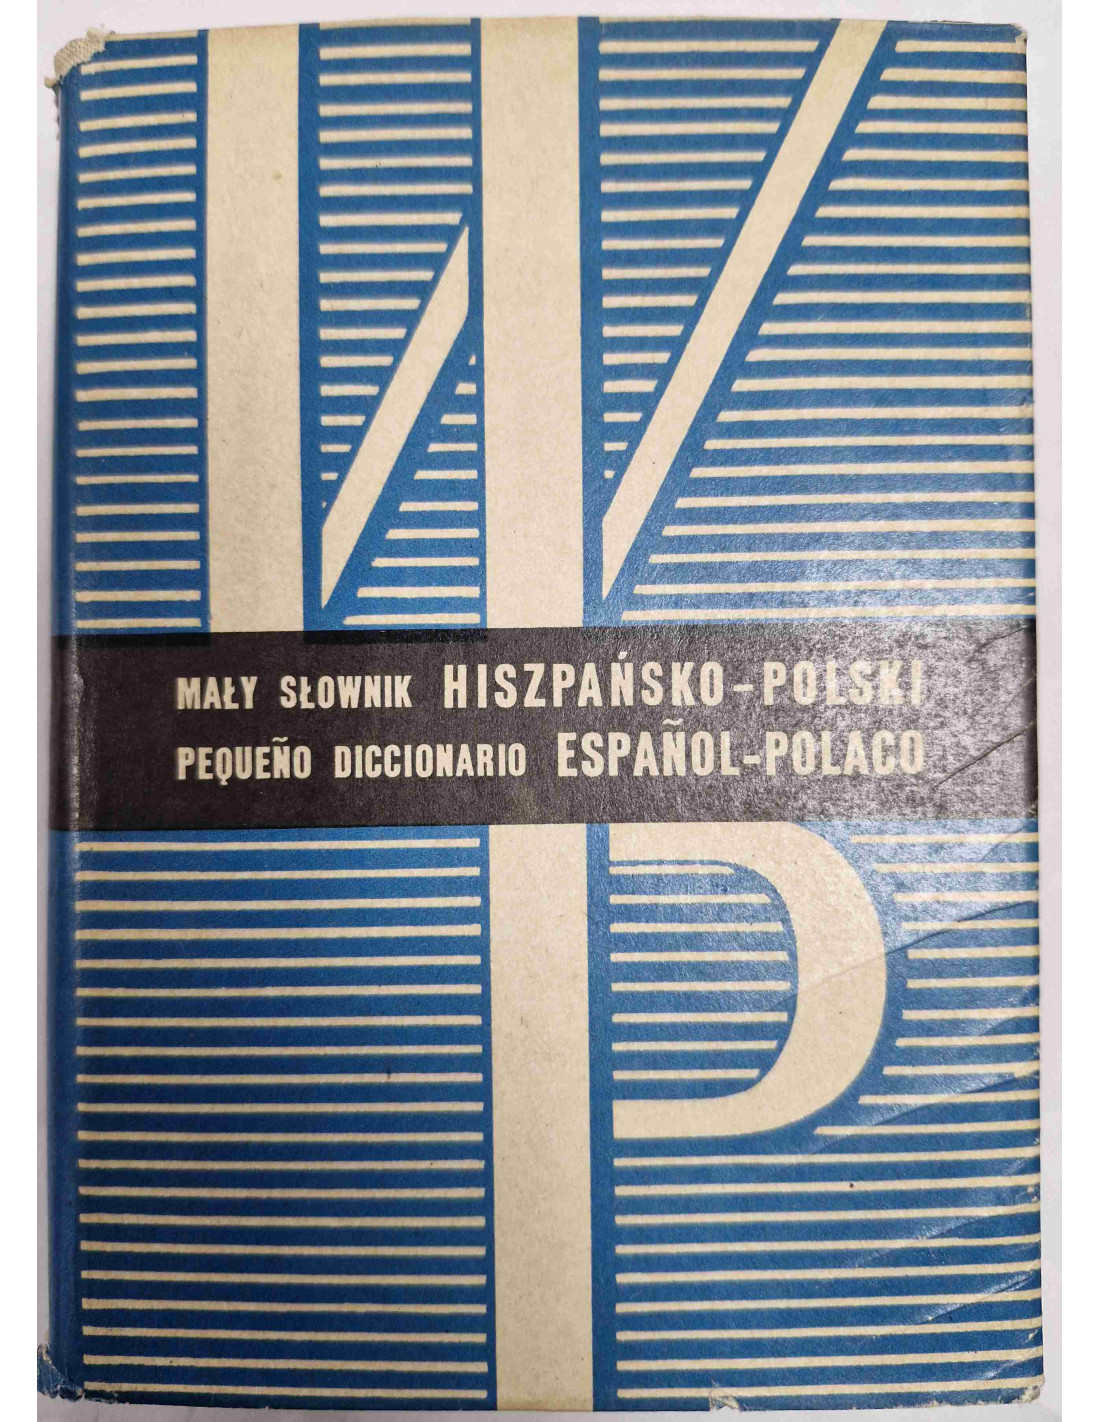 MAŁY SŁOWNIK HISZPAŃSKO-POLSKI
PEQUEÑO DICCIONARIO ESPAÑOL-POLACO